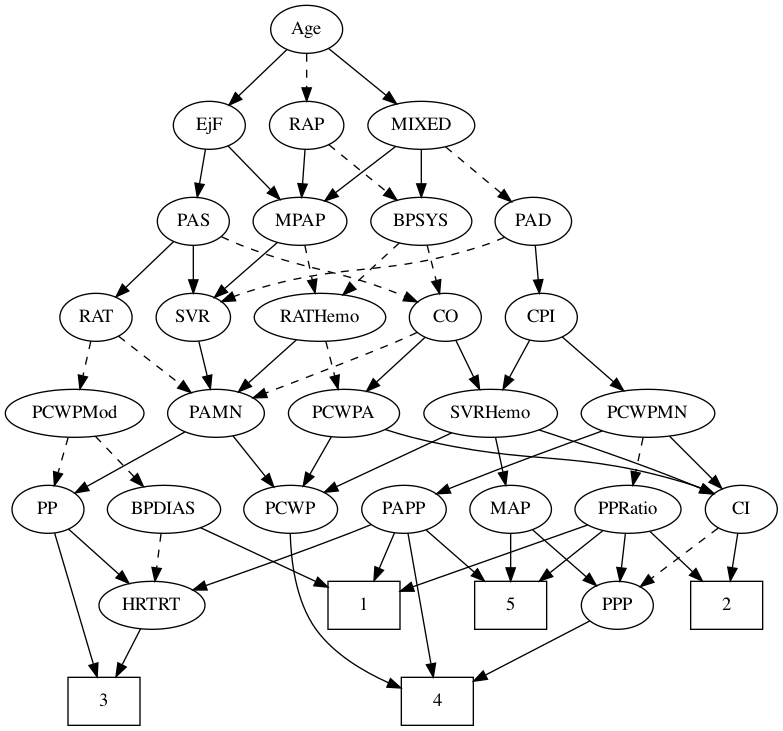 Age
EjF
RAP
MIXED
PAS
MPAP
BPSYS
PAD
RAT
SVR
RATHemo
CO
CPI
PCWPMod
PAMN
PCWPA
SVRHemo
PCWPMN
PP
BPDIAS
PCWP
PAPP
MAP
PPRatio
CI
HRTRT
1
5
PPP
2
3
4